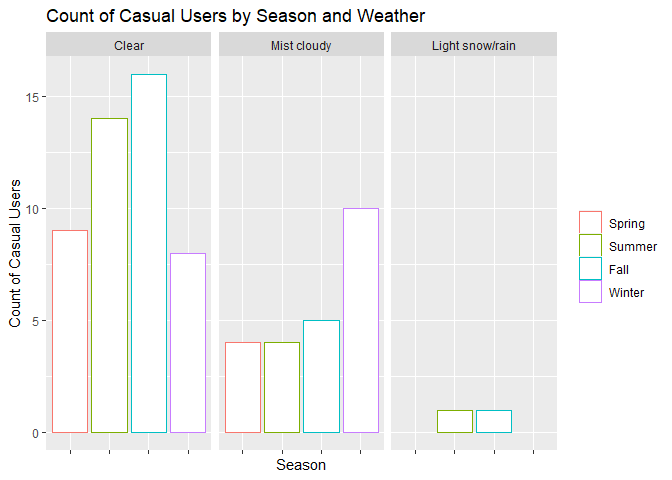 Count of Casual Users by Season and Weather
Clear
Mist cloudy
Light snow/rain
15
10
5
0
Count of Casual Users
Season
Spring
Summer
Fall
Winter